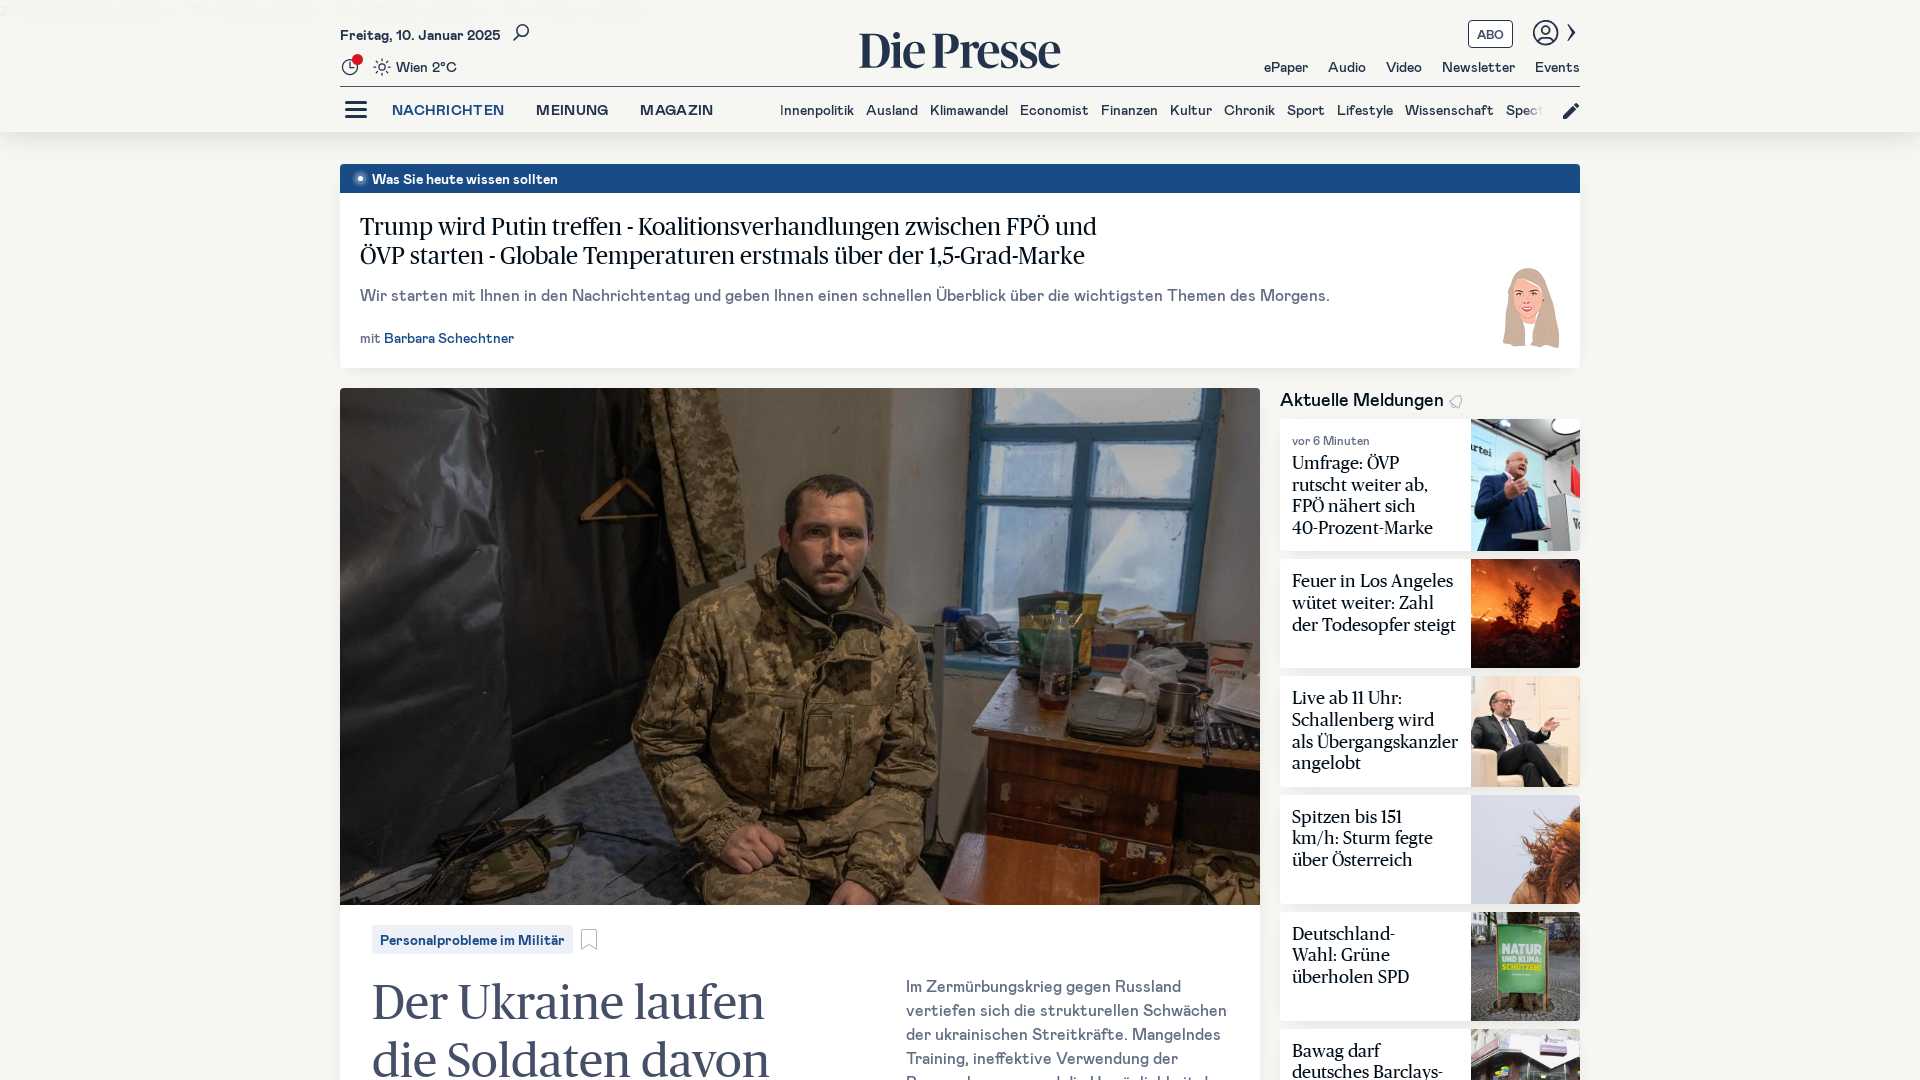 Freitag, 10. Januar 2025
Wien 2°C
Die Presse
ABO
ePaper Audio Video Newsletter Events
NACHRICHTEN MEINUNG MAGAZIN
Innenpolitik Ausland Klimawandel Economist Finanzen Kultur Chronik Sport Lifestyle Wissenschaft Spect
Was Sie heute wissen sollten
Trump wird Putin treffen - Koalitionsverhandlungen zwischen FPÖ und
ÖVP starten - Globale Temperaturen erstmals über der 1,5-Grad-Marke
Wir starten mit Ihnen in den Nachrichtentag und geben Ihnen einen schnellen Überblick über die wichtigsten Themen des Morgens.
mit Barbara Schechtner
Personalprobleme im Militär
Der Ukraine laufen
die Soldaten davon
Im Zermürbungskrieg gegen Russland
vertiefen sich die strukturellen Schwächen
der ukrainischen Streitkräfte. Mangelndes
Training, ineffektive Verwendung der
Aktuelle Meldungen
vor 6 Minuten
Umfrage: ÖVP
rutscht weiter ab,
FPÖ nähert sich
40-Prozent-Marke
Feuer in Los Angeles
wütet weiter: Zahl
der Todesopfer steigt
Live ab 11 Uhr:
Schallenberg wird
als Übergangskanzler
angelobt
Spitzen bis 151
km/h: Sturm fegte
über Österreich
Deutschland-
Wahl: Grüne
überholen SPD
NATUR
UND KLIMA:
SCHÜTZEN!
Bawag darf
deutsches Barclays-